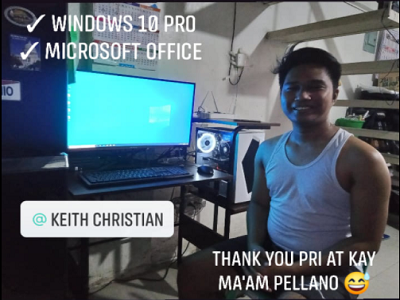 ✓ WINDOWS 10 PRO
✓ MICROSOFT OFFICE
@ KEITH CHRISTIAN
THANK YOU PRI AT KAY
MA'AM PELLANO 😅